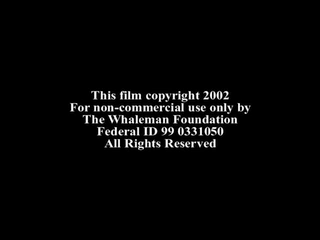 This film copyright 2002
For non-commercial use only by
The Whaleman Foundation
Federal ID 99 0331050
All Rights Reserved